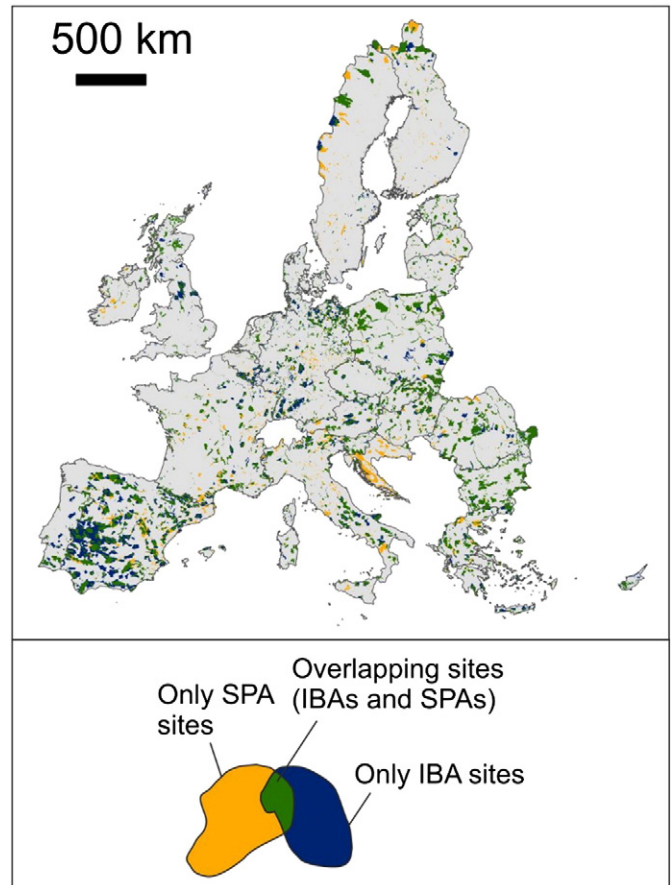 500 km
Overlapping sites
(IBAs and SPAs)
Only SPA
sites
Only IBA sites